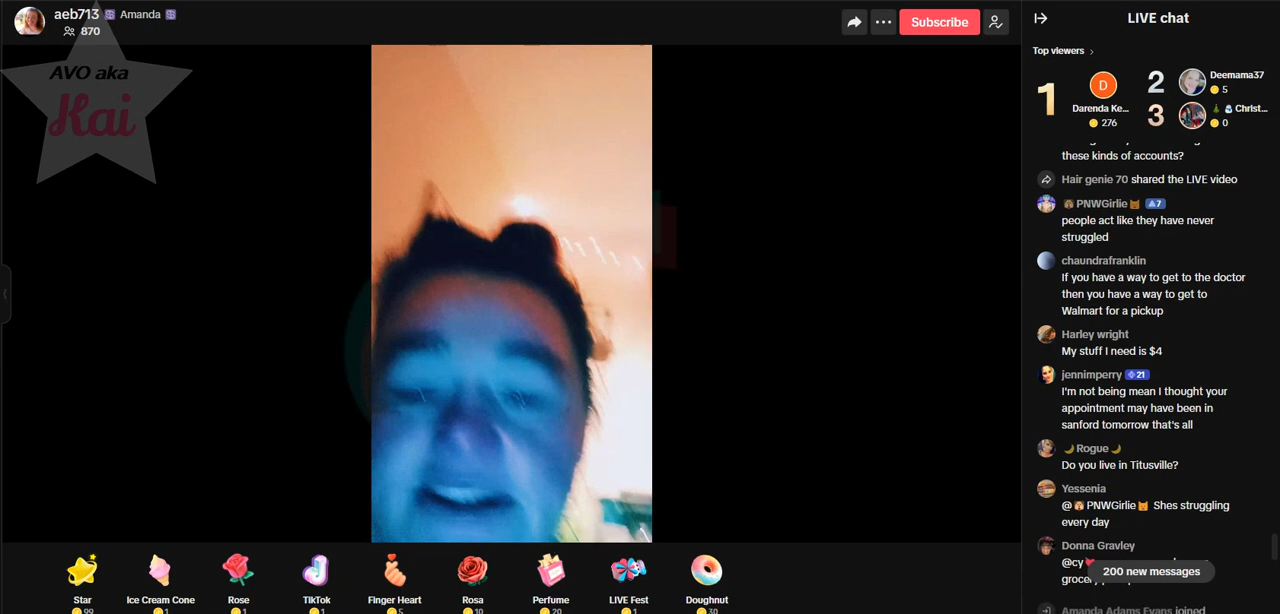 aeb713 Amanda
870
AVO aka
Kai
Subscribe
LIVE chat
Top viewers
1
D
Darenda Ke...
276
2
Deemama37
5
3
Christ...
0
these kinds of accounts?
Hair genie 70 shared the LIVE video
PNWGirlie 7
people act like they have never
struggled
chaundrafranklin
If you have a way to get to the doctor
then you have a way to get to
Walmart for a pickup
Harley wright
My stuff I need is $4
jennimperry 21
I'm not being mean I thought your
appointment may have been in
sanford tomorrow that's all
Rogue
Do you live in Titusville?
Yessenia
@ PNWGirlie Shes struggling
every day
Donna Gravley
@cy
200 new messages
Amanda Adams Evans joined
Star
99
Ice Cream Cone
1
Rose
1
TikTok
1
Finger Heart
5
Rosa
10
Perfume
20
LIVE Fest
1
Doughnut
30